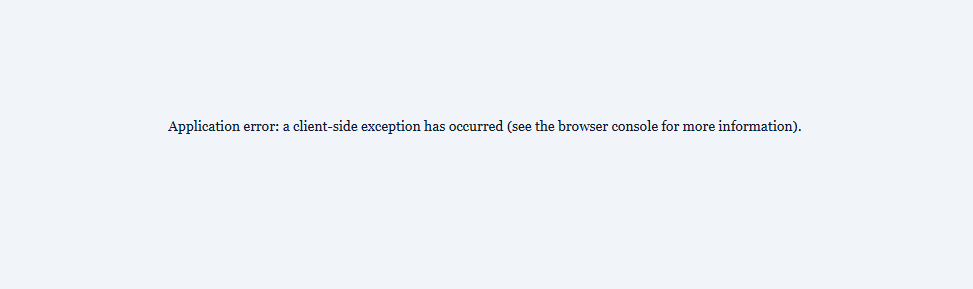 Application error: a client-side exception has occurred (see the browser console for more information).